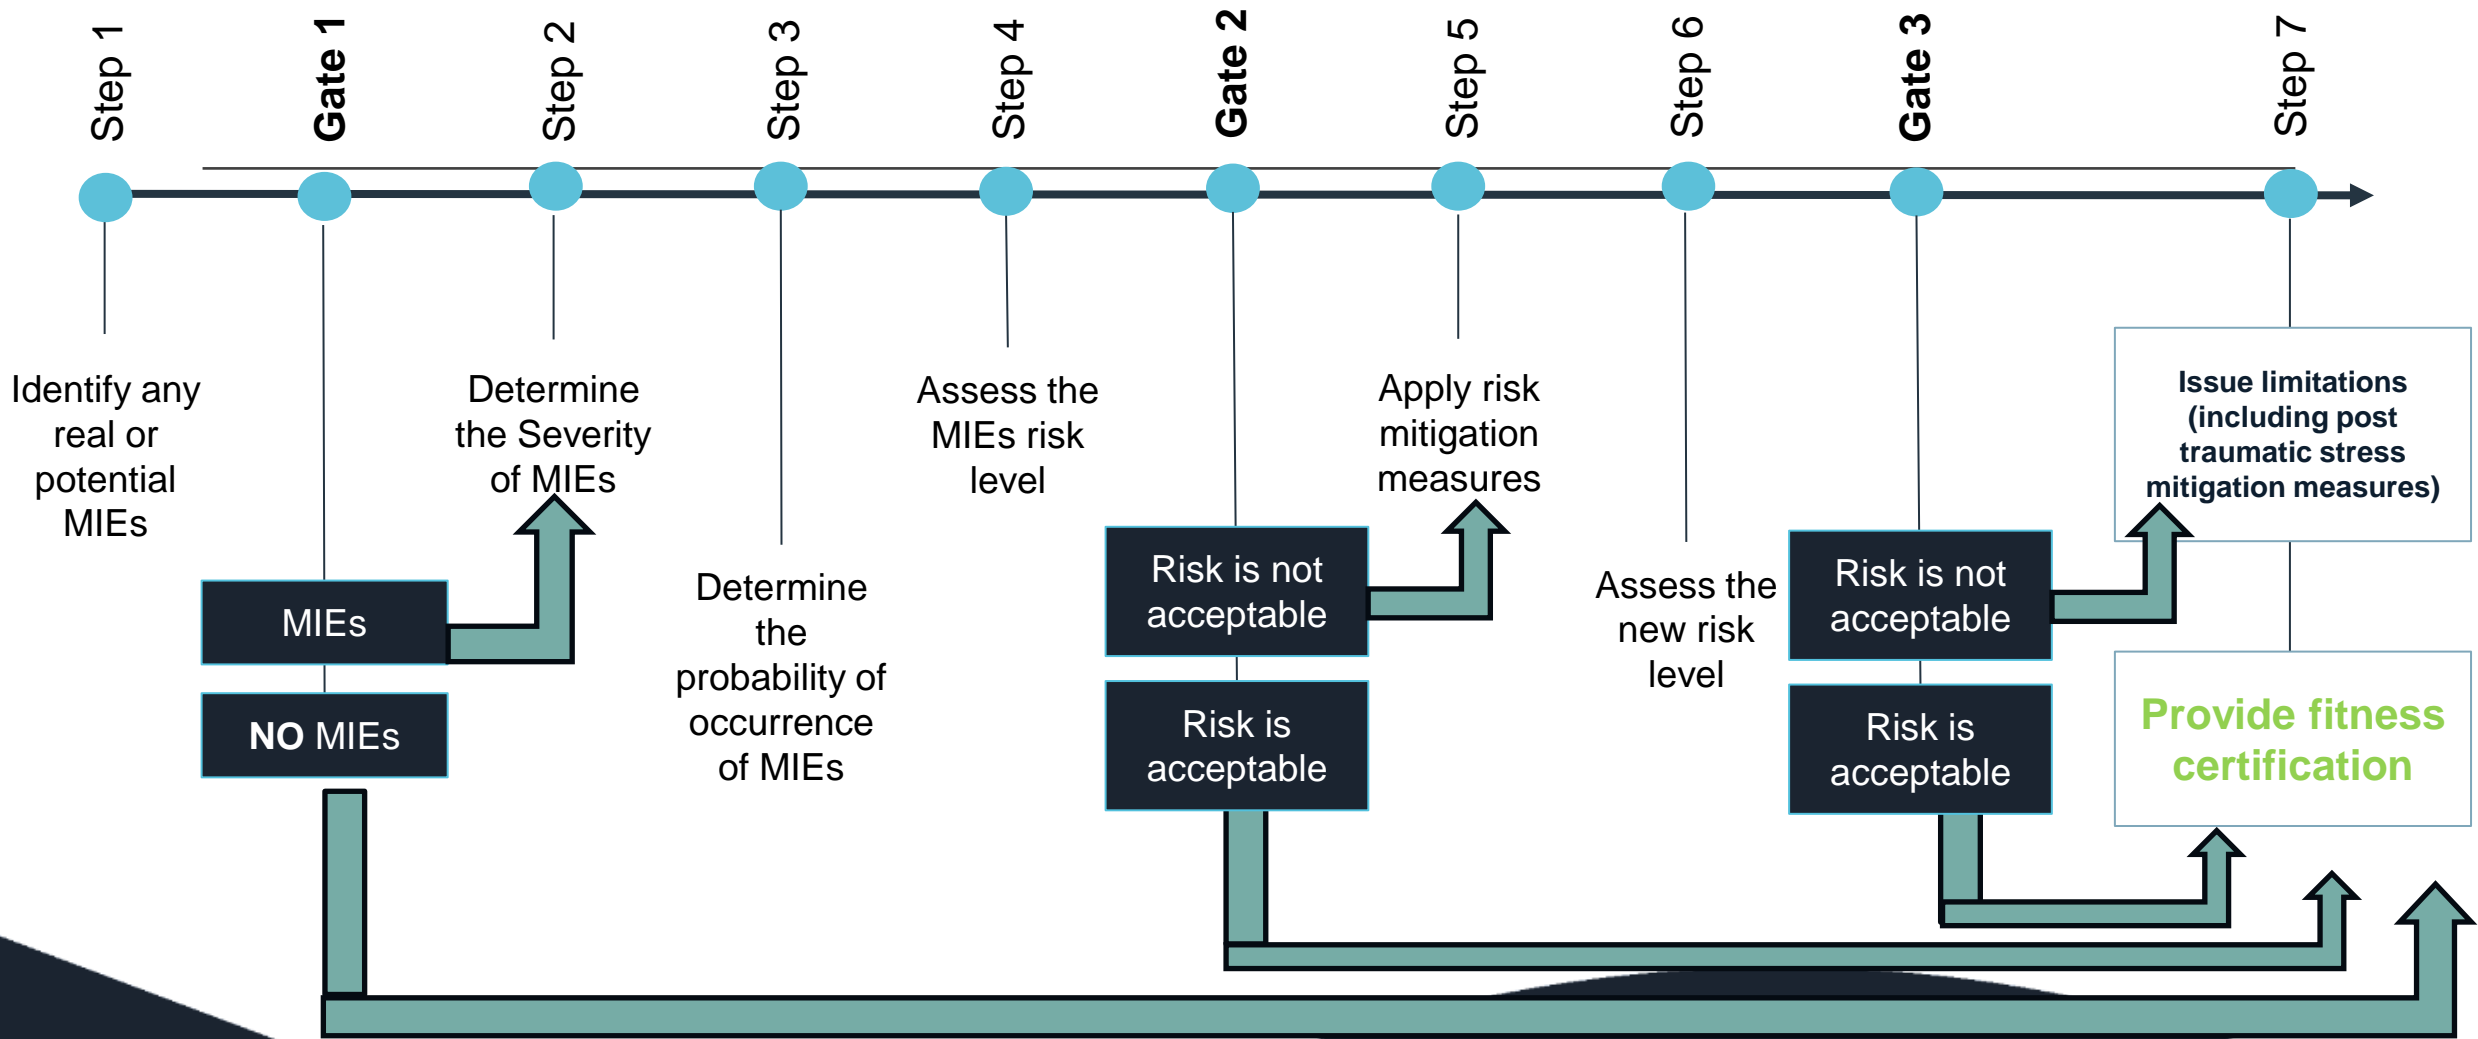 Step 1
Gate 1
Step 2
Step 3
Step 4
Gate 2
Step 5
Step 6
Gate 3
Step 7
Identify any
real or
potential
MIEs
MIEs
NO MIEs
Determine
the Severity
of MIEs
Determine
the
probability of
occurrence
of MIEs
Assess the
MIEs risk
level
Risk is not
acceptable
Risk is
acceptable
Apply risk
mitigation
measures
Assess the
new risk
level
Risk is not
acceptable
Risk is
acceptable
Issue limitations
(including post
traumatic stress
mitigation measures)
Provide fitness
certification